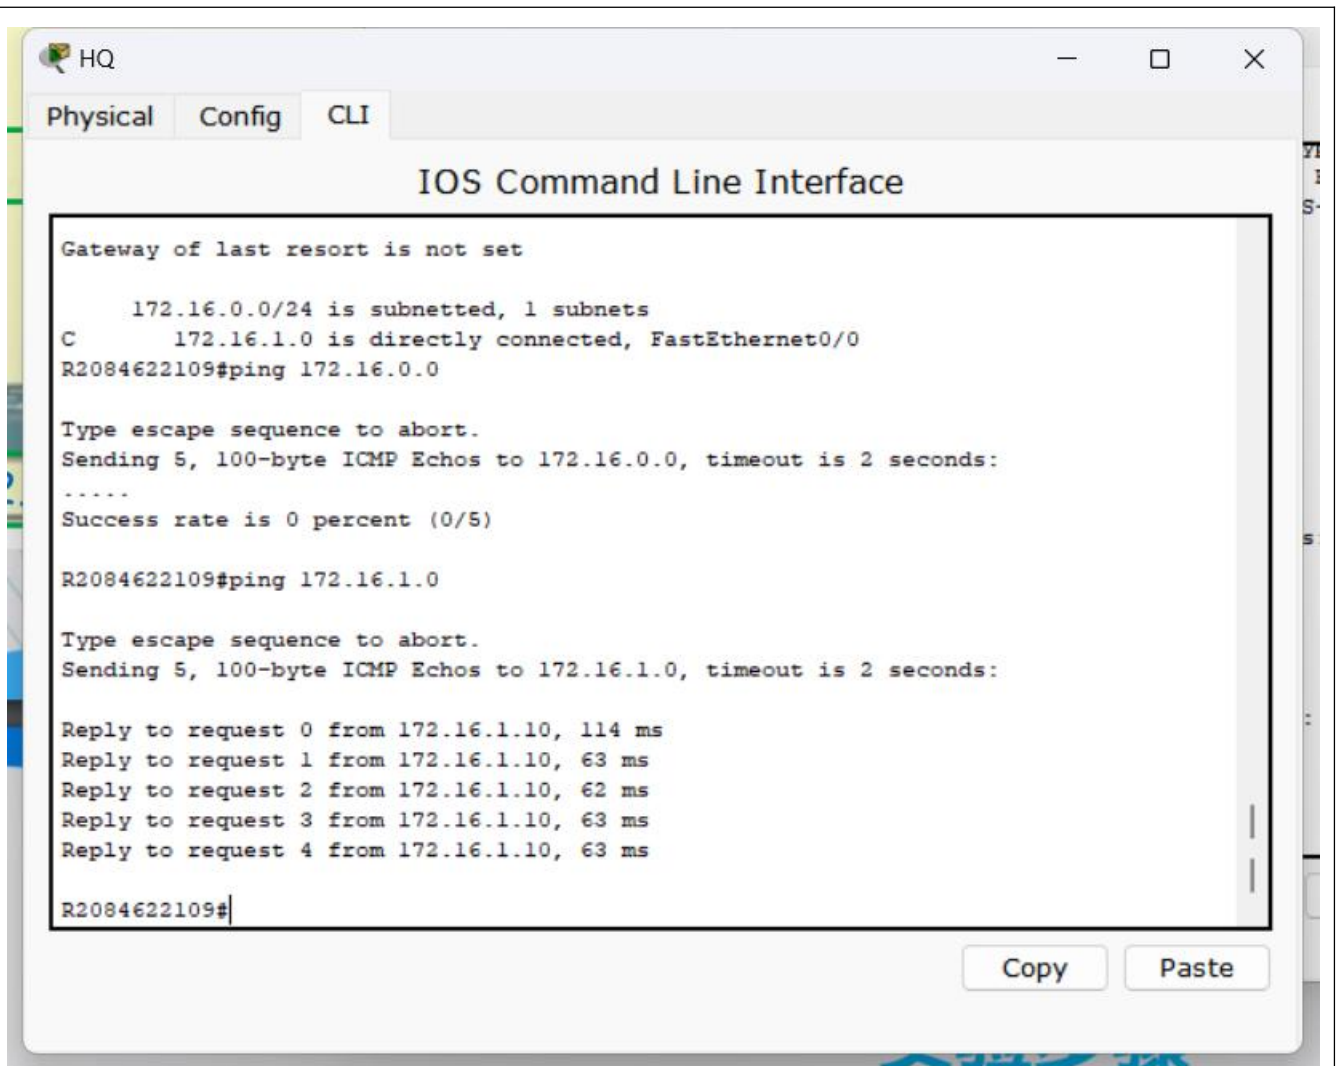 HQ
Physical Config CLI
IOS Command Line Interface
Gateway of last resort is not set
172.16.0.0/24 is subnetted, 1 subnets
C 172.16.1.0 is directly connected, FastEthernet0/0
R2084622109#ping 172.16.0.0
Type escape sequence to abort.
Sending 5, 100-byte ICMP Echos to 172.16.0.0, timeout is 2 seconds:
.....
Success rate is 0 percent (0/5)
R2084622109#ping 172.16.1.0
Type escape sequence to abort.
Sending 5, 100-byte ICMP Echos to 172.16.1.0, timeout is 2 seconds:
Reply to request 0 from 172.16.1.10, 114 ms
Reply to request 1 from 172.16.1.10, 63 ms
Reply to request 2 from 172.16.1.10, 62 ms
Reply to request 3 from 172.16.1.10, 63 ms
Reply to request 4 from 172.16.1.10, 63 ms
R2084622109#
Copy Paste